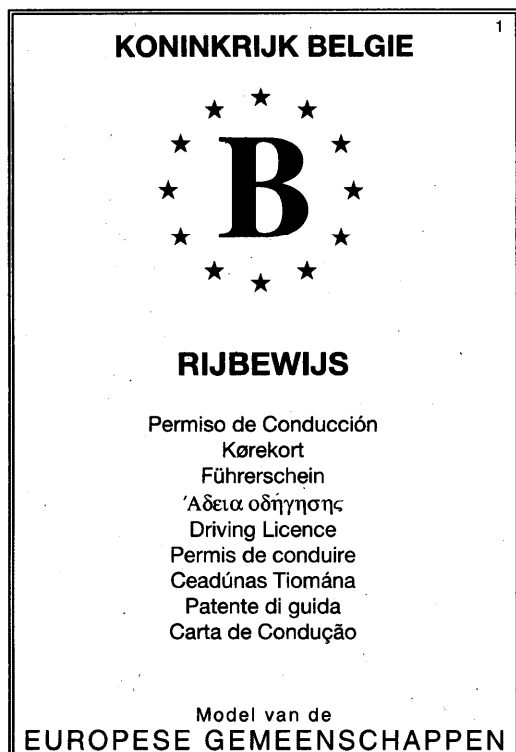 1
KONINKRIJK BELGIE
B
RIJBEWIJS
Permiso de Conducción
Kørekort
Führerschein
Άδεια οδήγησης
Driving Licence
Permis de conduire
Ceadúnas Tiomána
Patente di guida
Carta de Condução
Model van de
EUROPESE GEMEENSCHAPPEN